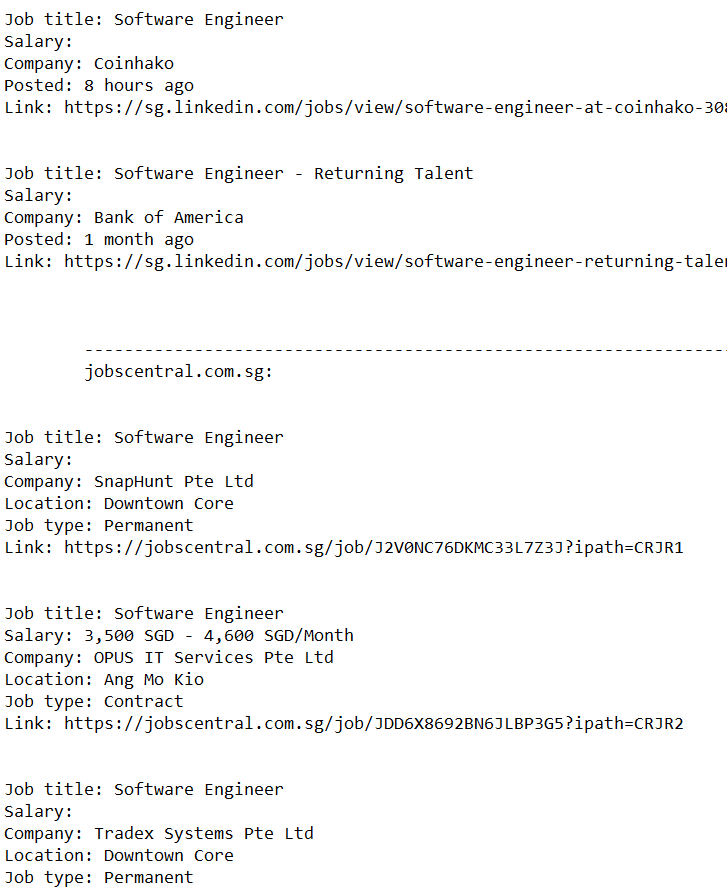 Job title: Software Engineer
Salary:
Company: Coinhako
Posted: 8 hours ago
Link: https://sg.linkedin.com/jobs/view/software-engineer-at-coinhako-308
Job title: Software Engineer - Returning Talent
Salary:
Company: Bank of America
Posted: 1 month ago
Link: https://sg.linkedin.com/jobs/view/software-engineer-returning-talen
----------------------------------------------------------------
jobscentral.com.sg:
Job title: Software Engineer
Salary:
Company: SnapHunt Pte Ltd
Location: Downtown Core
Job type: Permanent
Link: https://jobscentral.com.sg/job/J2V0NC76DKMC33L7Z3J?ipath=CRJR1
Job title: Software Engineer
Salary: 3,500 SGD - 4,600 SGD/Month
Company: OPUS IT Services Pte Ltd
Location: Ang Mo Kio
Job type: Contract
Link: https://jobscentral.com.sg/job/JDD6X8692BN6JLBP3G5?ipath=CRJR2
Job title: Software Engineer
Salary:
Company: Tradex Systems Pte Ltd
Location: Downtown Core
Job type: Permanent